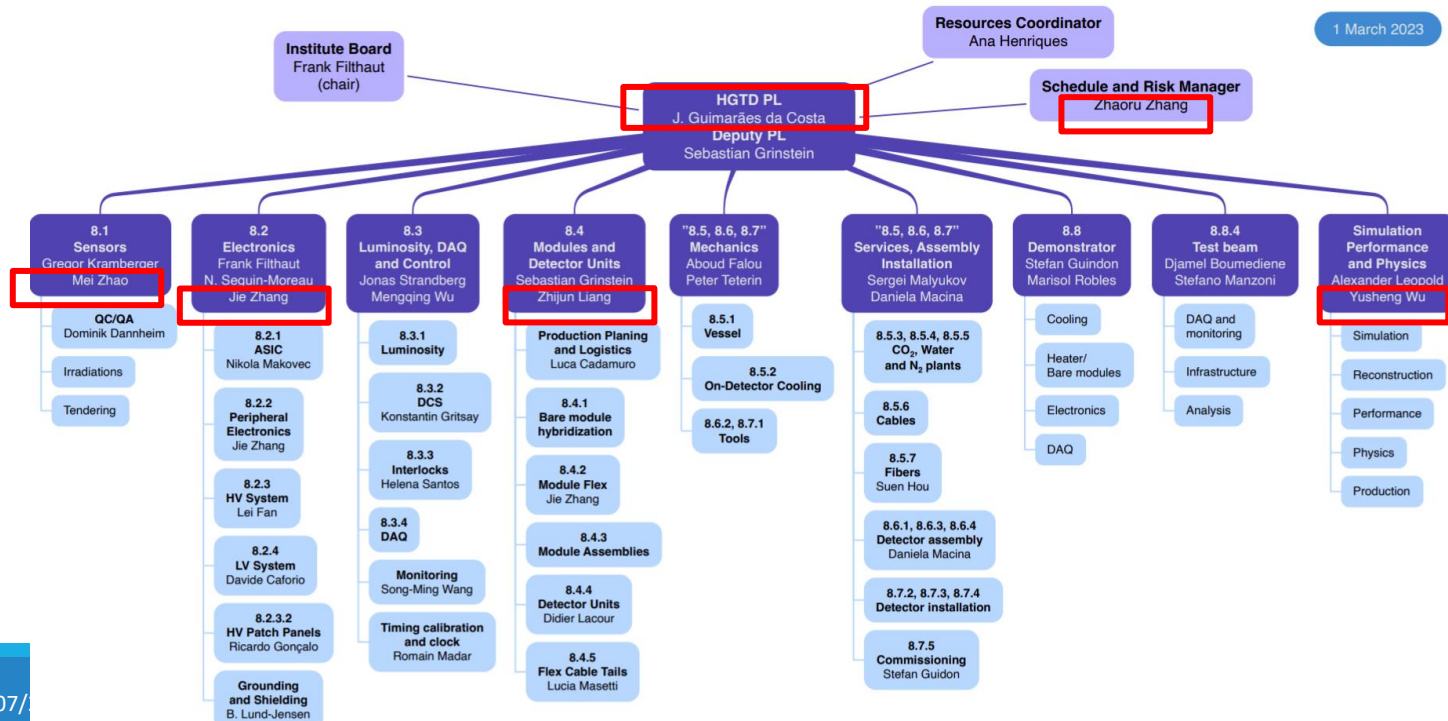 1 March 2023
Institute Board
Frank Filthaut
(chair)
Resources Coordinator
Ana Henriques
Schedule and Risk Manager
Zhaoru Zhang
HGTD PL
J. Guimarães da Costa
Deputy PL
Sebastian Grinstein
8.1
Sensors
Gregor Kramberger
Mei Zhao
QC/QA
Dominik Dannheim
Irradiations
Tendering
8.2
Electronics
Frank Filthaut
N. Seguin-Moreau
Jie Zhang
8.2.1
ASIC
Nikola Makovec
8.2.2
Peripheral
Electronics
Jie Zhang
8.2.3
HV System
Lei Fan
8.2.4
LV System
Davide Caforio
8.2.3.2
HV Patch Panels
Ricardo Gonçalo
Grounding
and Shielding
B. Lund-Jensen
8.3
Luminosity, DAQ
and Control
Jonas Strandberg
Mengqing Wu
8.3.1
Luminosity
8.3.2
DCS
Konstantin Gritsay
8.3.3
Interlocks
Helena Santos
8.3.4
DAQ
Monitoring
Song-Ming Wang
Timing calibration
and clock
Romain Madar
8.4
Modules and
Detector Units
Sebastian Grinstein
Zhijun Liang
Production Planing
and Logistics
Luca Cadamuro
8.4.1
Bare module
hybridization
8.4.2
Module Flex
Jie Zhang
8.4.3
Module Assemblies
8.4.4
Detector Units
Didier Lacour
8.4.5
Flex Cable Tails
Lucia Masetti
"8.5, 8.6, 8.7"
Mechanics
Aboud Falou
Peter Teterin
8.5.1
Vessel
8.5.2
On-Detector Cooling
8.6.2, 8.7.1
Tools
"8.5, 8.6, 8.7"
Services, Assembly
Installation
Sergei Malyukov
Daniela Macina
8.5.3, 8.5.4, 8.5.5
CO₂, Water
and N₂ plants
8.5.6
Cables
8.5.7
Fibers
Suen Hou
8.6.1, 8.6.3, 8.6.4
Detector assembly
Daniela Macina
8.7.2, 8.7.3, 8.7.4
Detector installation
8.7.5
Commissioning
Stefan Guidon
8.8
Demonstrator
Stefan Guindon
Marisol Robles
Cooling
Heater/
Bare modules
Electronics
DAQ
8.8.4
Test beam
Djamel Boumediene
Stefano Manzoni
DAQ and
monitoring
Infrastructure
Analysis
Simulation
Performance
and Physics
Alexander Leopold
Yusheng Wu
Simulation
Reconstruction
Performance
Physics
Production